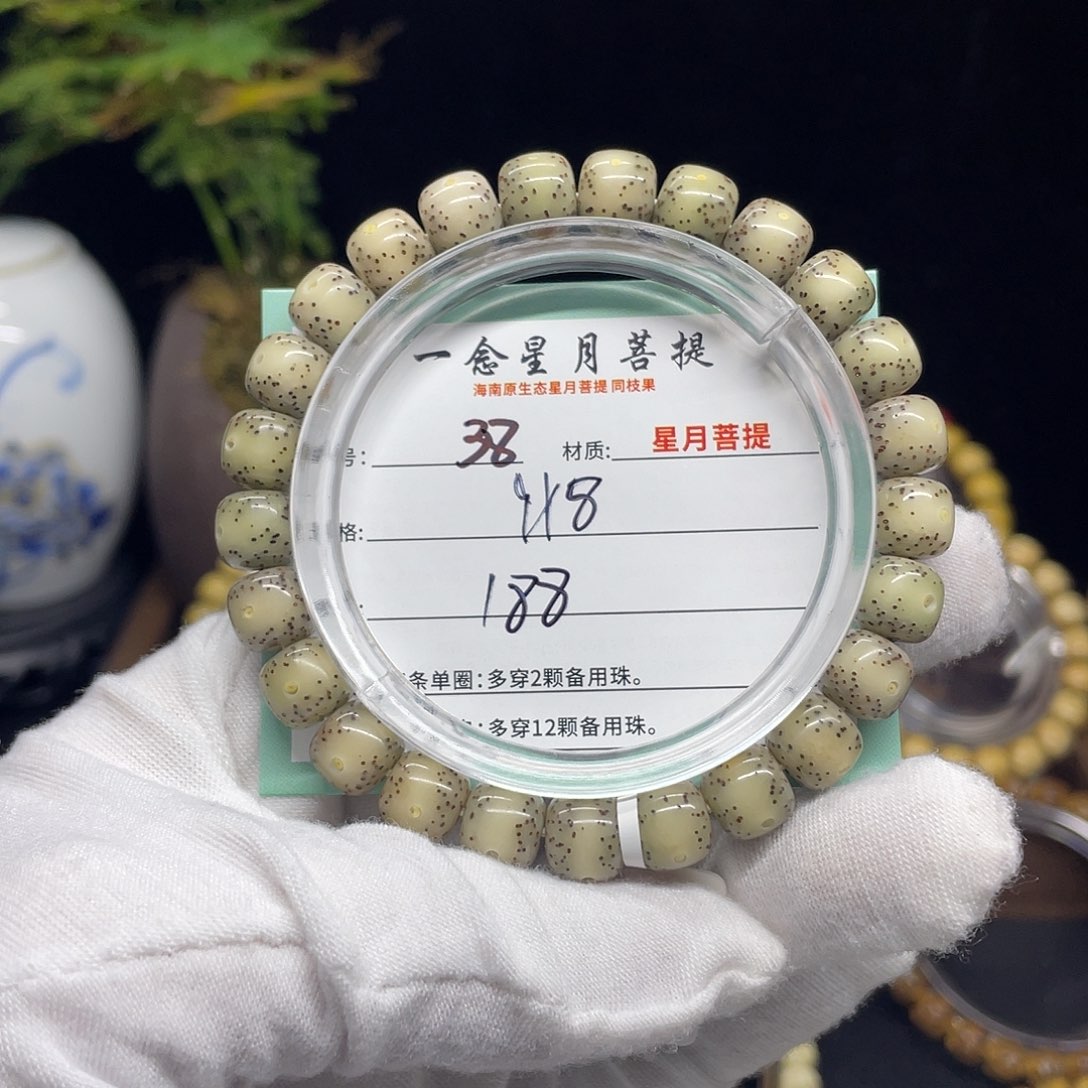 一念星月菩提
海南原生态星月菩提 同枝果
号: 38 材质: 星月菩提
格:
188
条单圈:多穿2颗备用珠。
:多穿12颗备用珠。